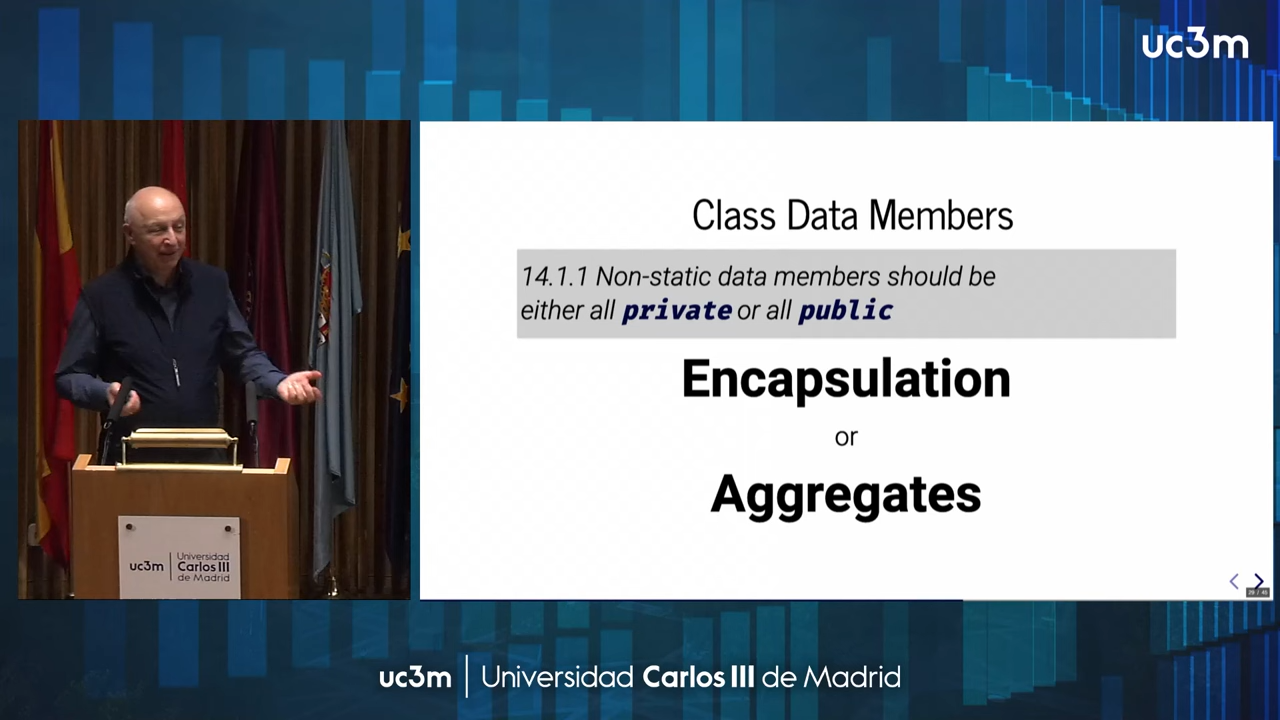 uc3m
Class Data Members
14.1.1 Non-static data members should be
either all private or all public
Encapsulation
or
Aggregates
uc3m | Universidad
Carlos III
de Madrid
uc3m | Universidad Carlos III de Madrid